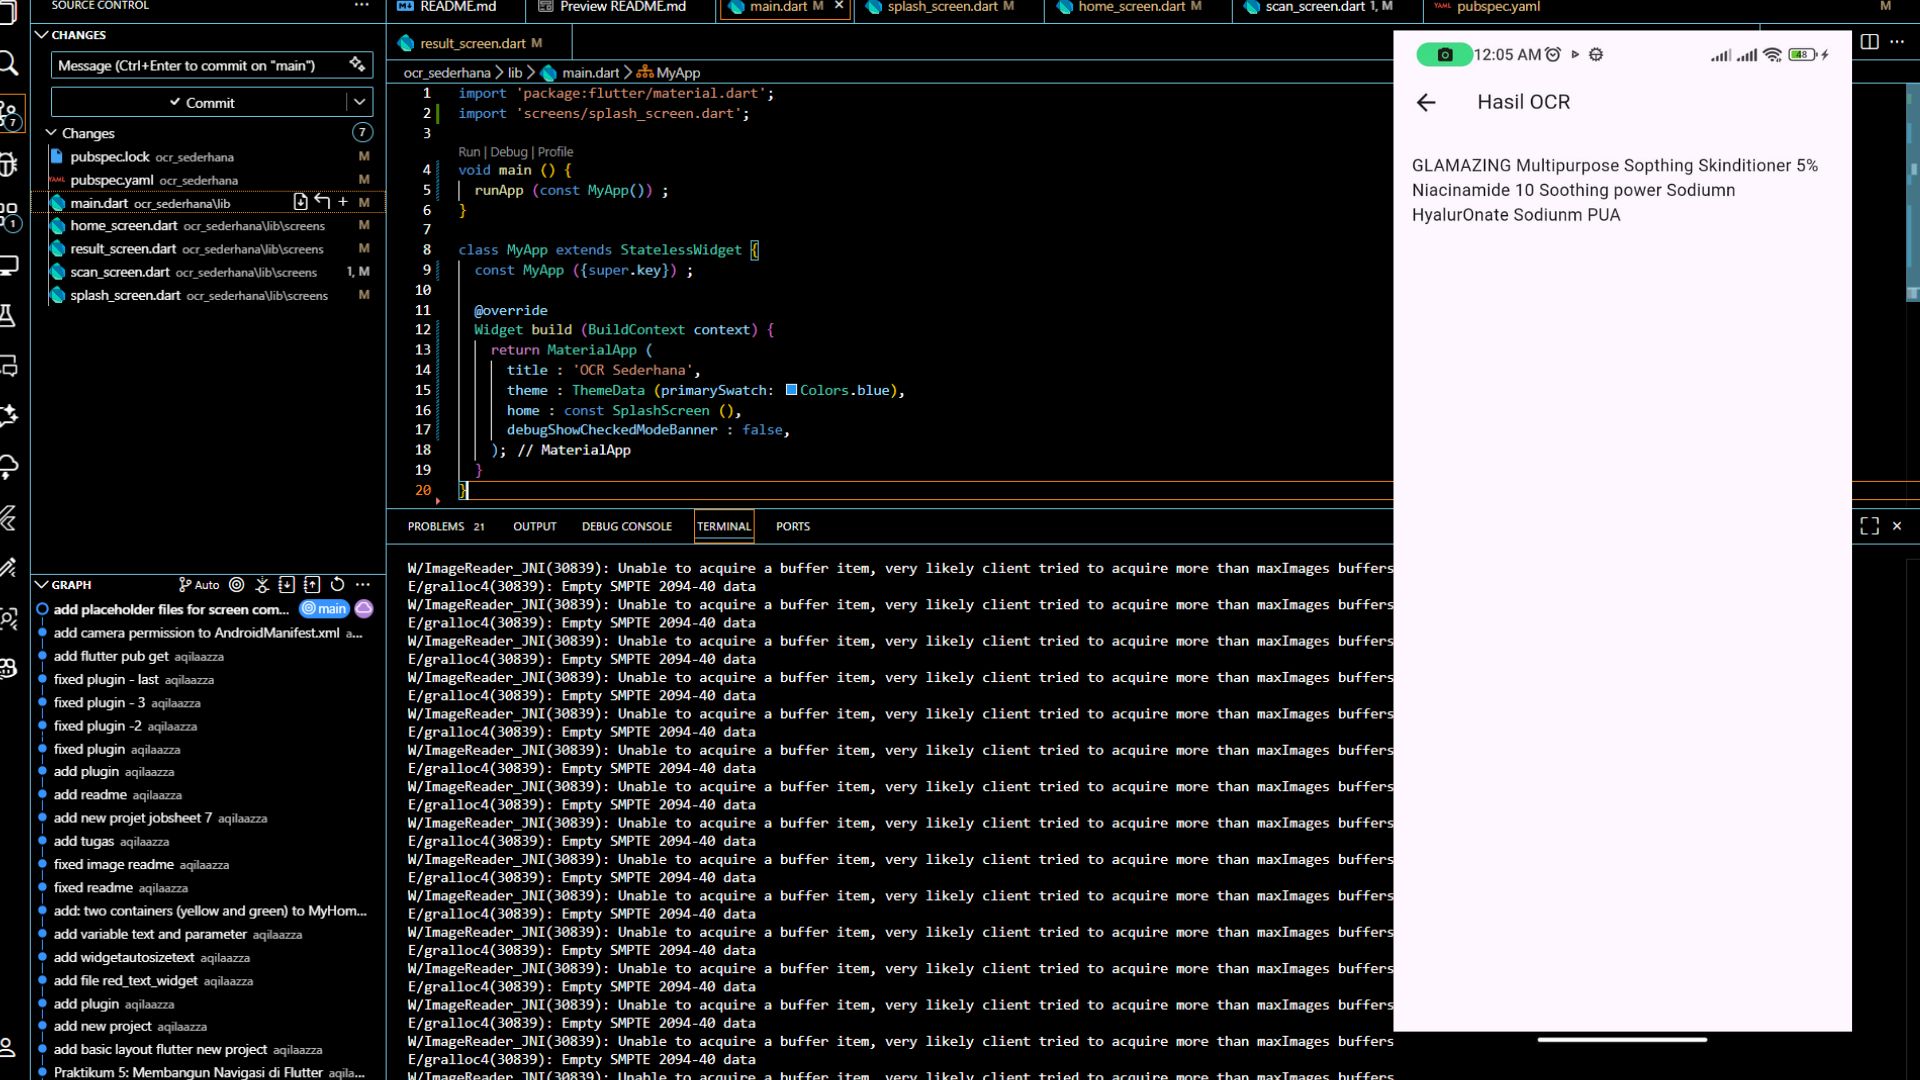 SOURCE CONTROL
CHANGES
Message (Ctrl+Enter to commit on "main")
Commit
Changes 7
pubspec.lock ocr_sederhana M
pubspec.yaml ocr_sederhana M
main.dart ocr_sederhana\lib M
home_screen.dart ocr_sederhana\lib\screens M
result_screen.dart ocr_sederhana\lib\screens M
scan_screen.dart ocr_sederhana\lib\screens 1, M
splash_screen.dart ocr_sederhana\lib\screens M
GRAPH Auto
add placeholder files for screen com... main
add camera permission to AndroidManifest.xml a...
add flutter pub get aqilaazza
fixed plugin - last aqilaazza
fixed plugin - 3 aqilaazza
fixed plugin -2 aqilaazza
fixed plugin aqilaazza
add plugin aqilaazza
add readme aqilaazza
add new projet jobsheet 7 aqilaazza
add tugas aqilaazza
fixed image readme aqilaazza
fixed readme aqilaazza
add: two containers (yellow and green) to MyHom...
add variable text and parameter aqilaazza
add widgetautosizetext aqilaazza
add file red_text_widget aqilaazza
add plugin aqilaazza
add new project aqilaazza
add basic layout flutter new project aqilaazza
Praktikum 5: Membangun Navigasi di Flutter aqila...
README.md Preview README.md main.dart M splash_screen.dart M home_screen.dart M scan_screen.dart 1, M pubspec.yaml M
result_screen.dart M
ocr_sederhana > lib > main.dart > MyApp
1 import 'package:flutter/material.dart';
2 import 'screens/splash_screen.dart';
3
Run | Debug | Profile
4 void main () {
5 runApp (const MyApp()) ;
6 }
7
8 class MyApp extends StatelessWidget {
9 const MyApp ({super.key}) ;
10
11 @override
12 Widget build (BuildContext context) {
13 return MaterialApp (
14 title : 'OCR Sederhana',
15 theme : ThemeData (primarySwatch: Colors.blue),
16 home : const SplashScreen (),
17 debugShowCheckedModeBanner : false,
18 ); // MaterialApp
19 }
20 }
PROBLEMS 21 OUTPUT DEBUG CONSOLE TERMINAL PORTS
W/ImageReader_JNI(30839): Unable to acquire a buffer item, very likely client tried to acquire more than maxImages buffers
E/gralloc4(30839): Empty SMPTE 2094-40 data
W/ImageReader_JNI(30839): Unable to acquire a buffer item, very likely client tried to acquire more than maxImages buffers
E/gralloc4(30839): Empty SMPTE 2094-40 data
W/ImageReader_JNI(30839): Unable to acquire a buffer item, very likely client tried to acquire more than maxImages buffers
E/gralloc4(30839): Empty SMPTE 2094-40 data
W/ImageReader_JNI(30839): Unable to acquire a buffer item, very likely client tried to acquire more than maxImages buffers
E/gralloc4(30839): Empty SMPTE 2094-40 data
W/ImageReader_JNI(30839): Unable to acquire a buffer item, very likely client tried to acquire more than maxImages buffers
E/gralloc4(30839): Empty SMPTE 2094-40 data
W/ImageReader_JNI(30839): Unable to acquire a buffer item, very likely client tried to acquire more than maxImages buffers
E/gralloc4(30839): Empty SMPTE 2094-40 data
W/ImageReader_JNI(30839): Unable to acquire a buffer item, very likely client tried to acquire more than maxImages buffers
E/gralloc4(30839): Empty SMPTE 2094-40 data
W/ImageReader_JNI(30839): Unable to acquire a buffer item, very likely client tried to acquire more than maxImages buffers
E/gralloc4(30839): Empty SMPTE 2094-40 data
W/ImageReader_JNI(30839): Unable to acquire a buffer item, very likely client tried to acquire more than maxImages buffers
E/gralloc4(30839): Empty SMPTE 2094-40 data
W/ImageReader_JNI(30839): Unable to acquire a buffer item, very likely client tried to acquire more than maxImages buffers
E/gralloc4(30839): Empty SMPTE 2094-40 data
W/ImageReader_JNI(30839): Unable to acquire a buffer item, very likely client tried to acquire more than maxImages buffers
E/gralloc4(30839): Empty SMPTE 2094-40 data
W/ImageReader_JNI(30839): Unable to acquire a buffer item, very likely client tried to acquire more than maxImages buffers
E/gralloc4(30839): Empty SMPTE 2094-40 data
W/ImageReader_JNI(30839): Unable to acquire a buffer item, very likely client tried to acquire more than maxImages buffers
E/gralloc4(30839): Empty SMPTE 2094-40 data
W/ImageReader_JNI(30839): Unable to acquire a buffer item, very likely client tried to acquire more than maxImages buffers
E/gralloc4(30839): Empty SMPTE 2094-40 data
W/ImageReader_JNI(30839): Unable to acquire a buffer item, very likely client tried to acquire more than maxImages buffers
12:05 AM 48
Hasil OCR
GLAMAZING Multipurpose Sopthing Skinditioner 5%
Niacinamide 10 Soothing power Sodiumn
HyalurOnate Sodiunm PUA